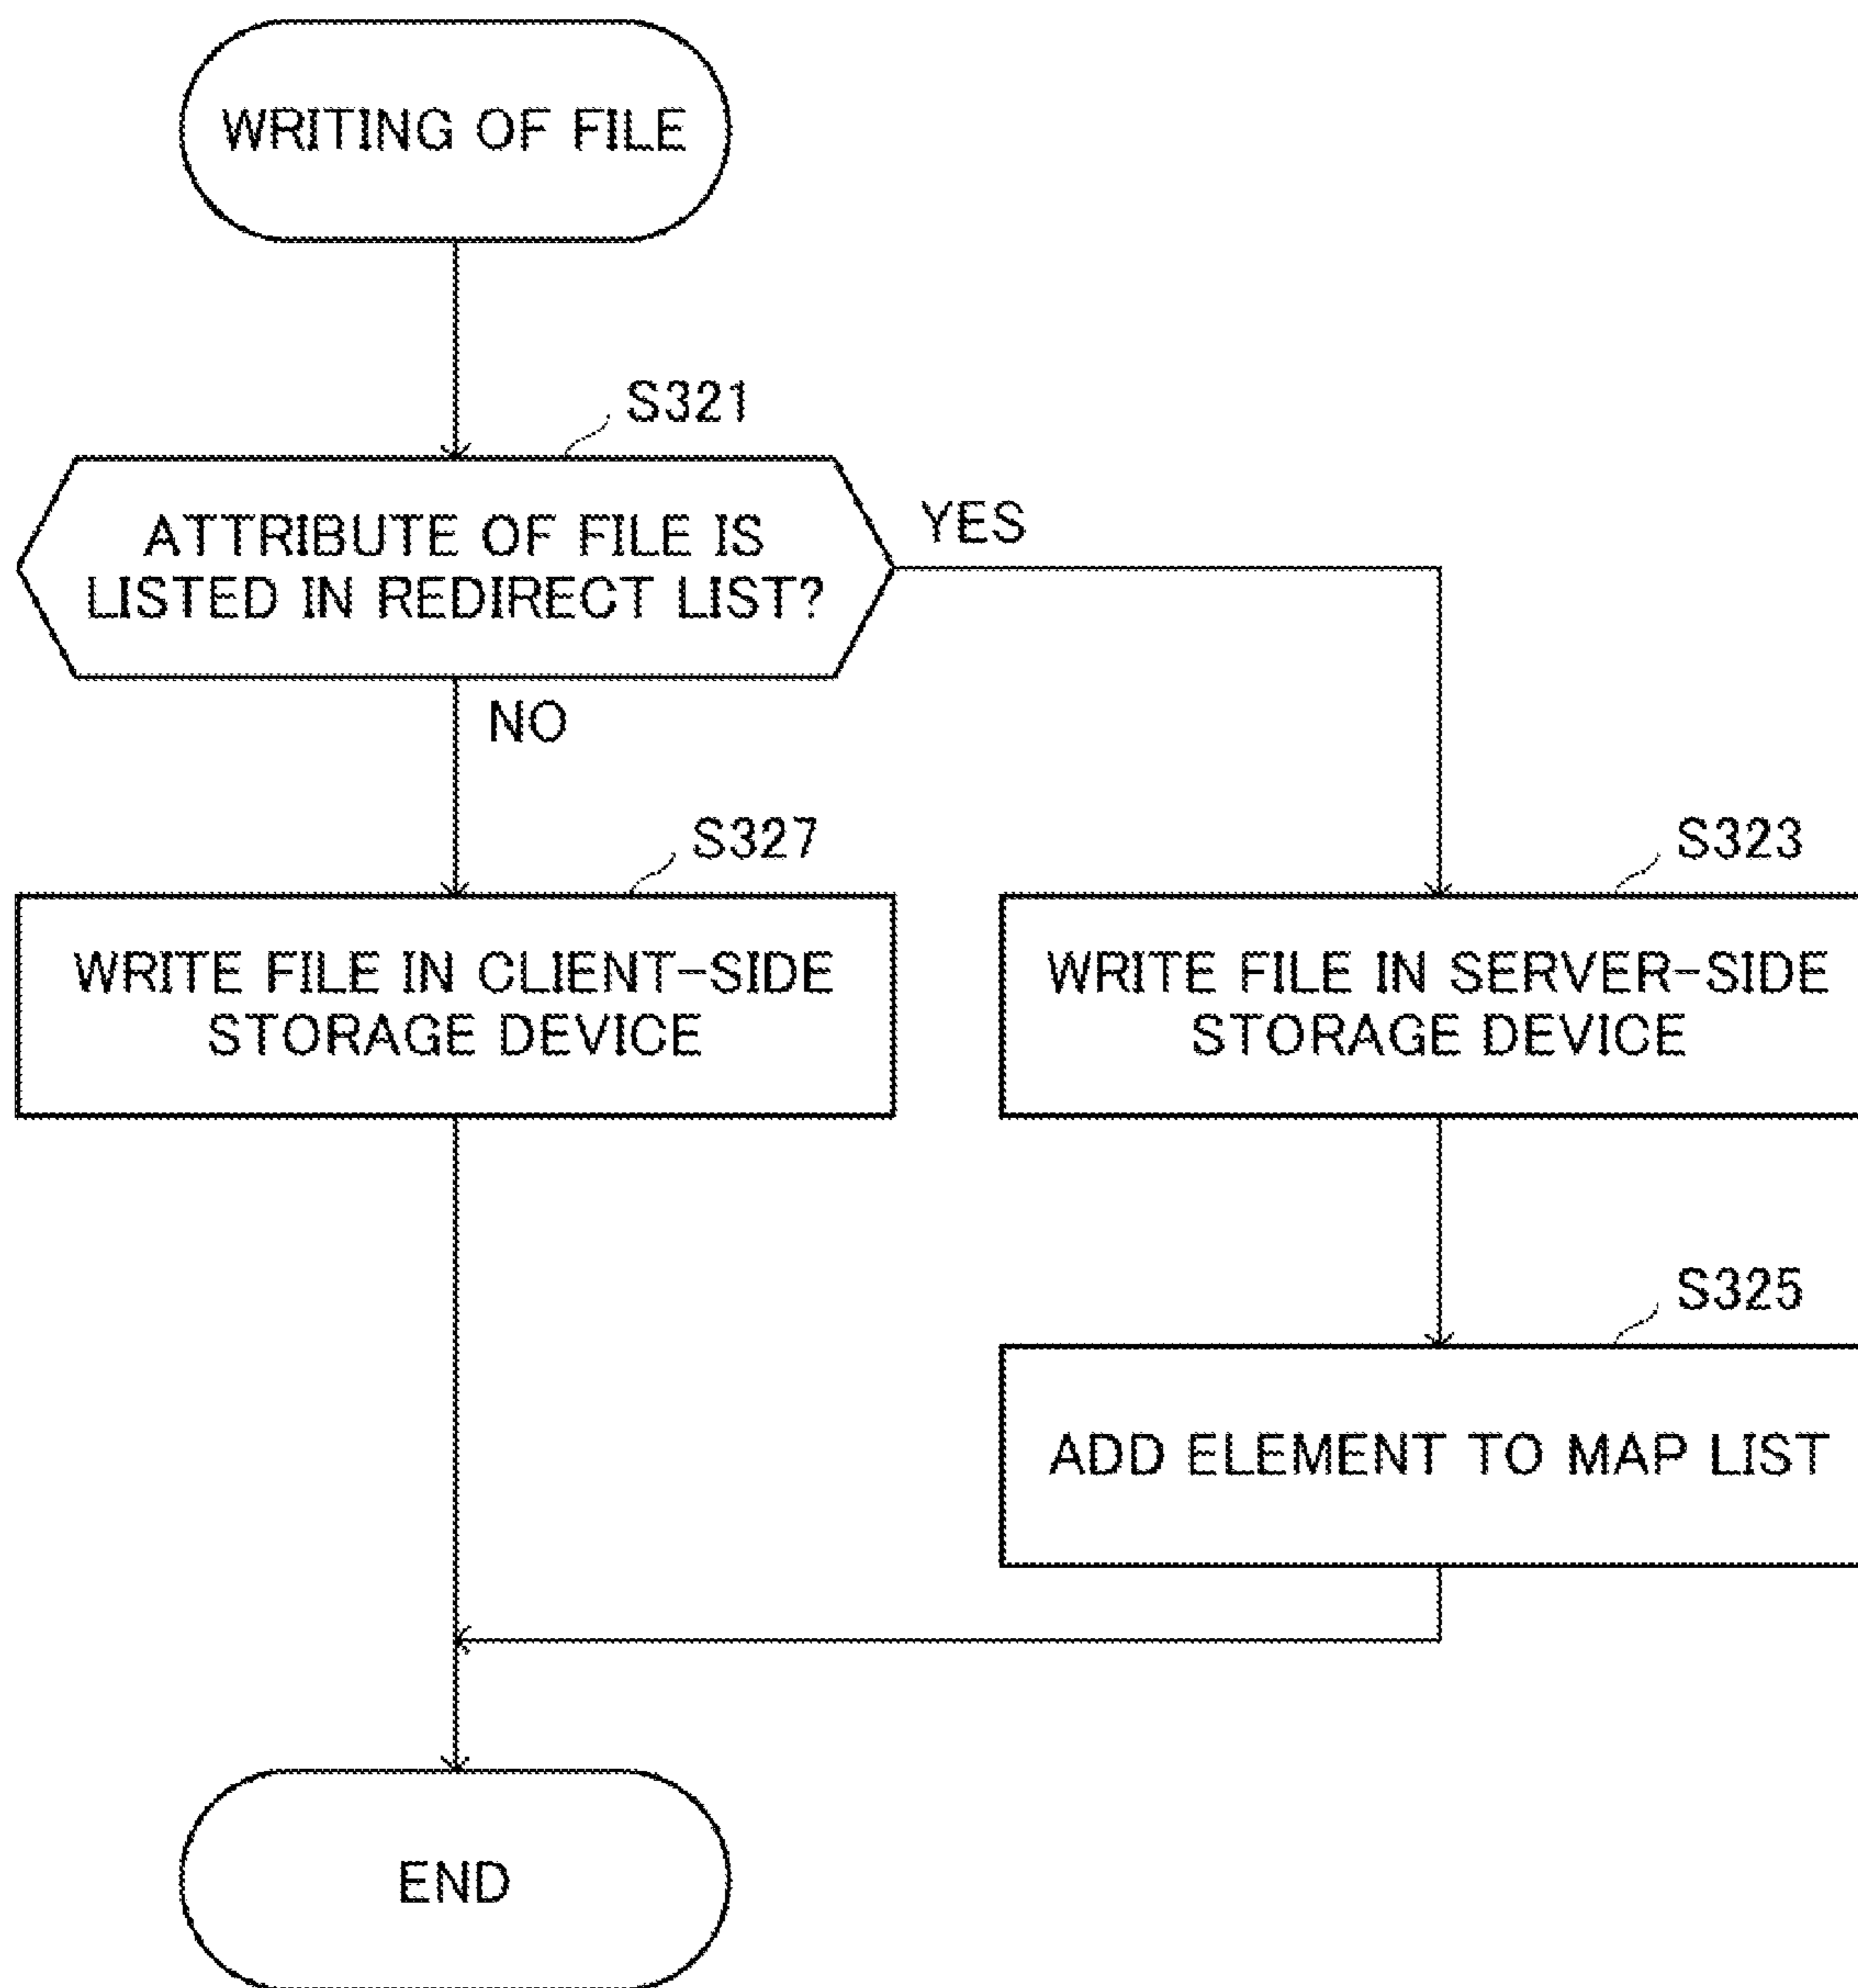 WRITING OF FILE
S321
ATTRIBUTE OF FILE IS
LISTED IN REDIRECT LIST?
YES
NO
S327
WRITE FILE IN CLIENT-SIDE
STORAGE DEVICE
S323
WRITE FILE IN SERVER-SIDE
STORAGE DEVICE
S325
ADD ELEMENT TO MAP LIST
END